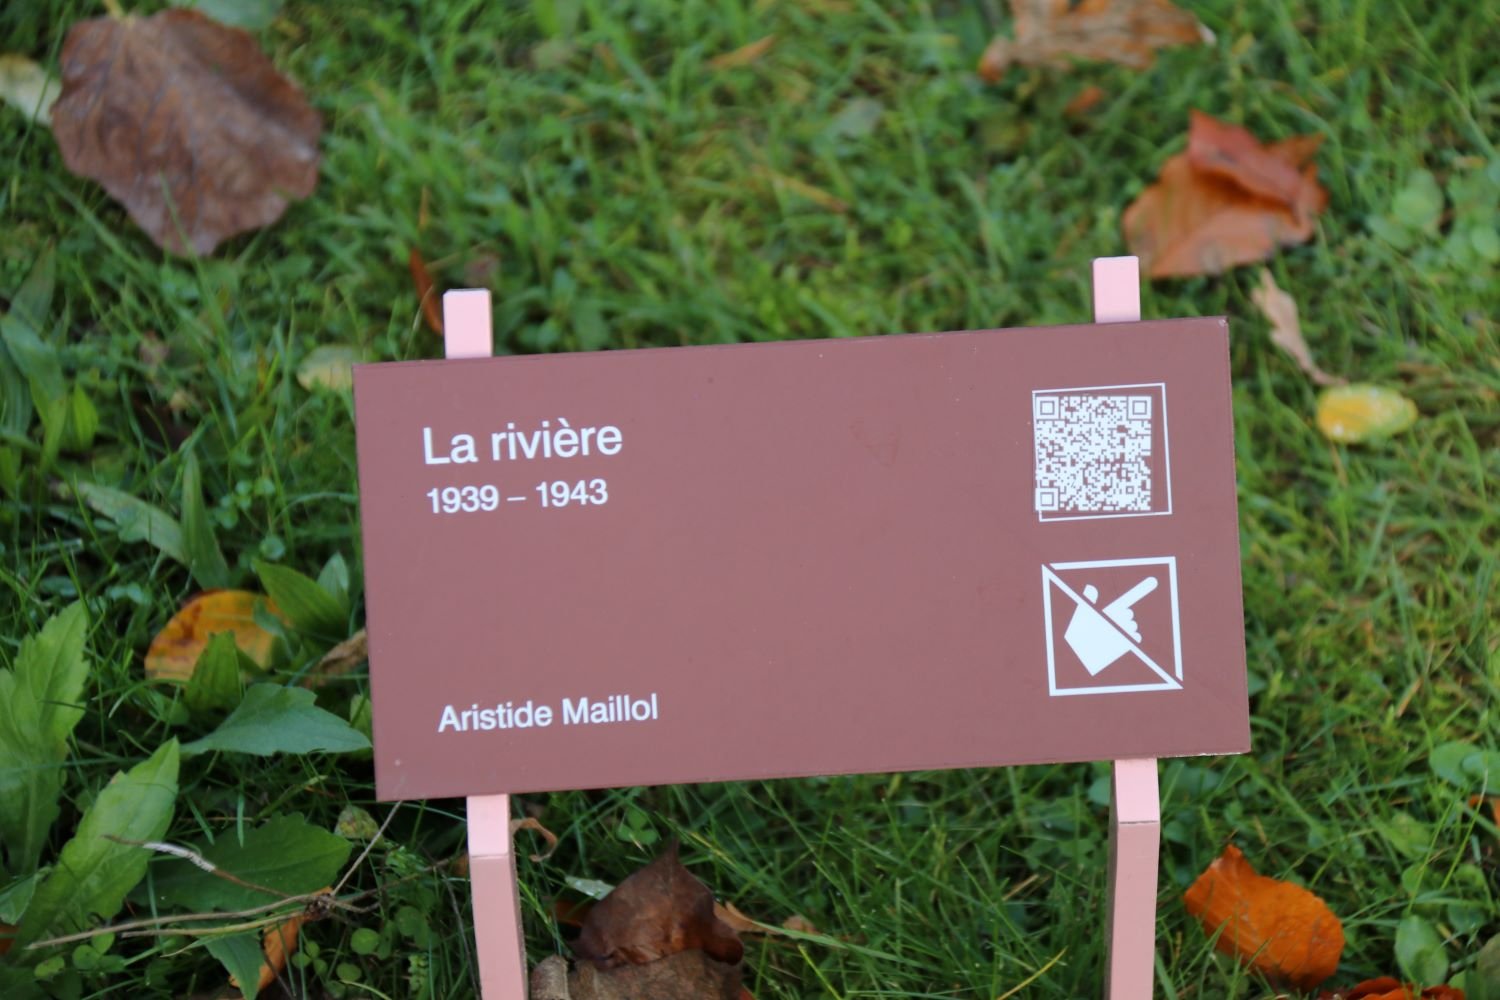 La rivière
1939 – 1943
Aristide Maillol